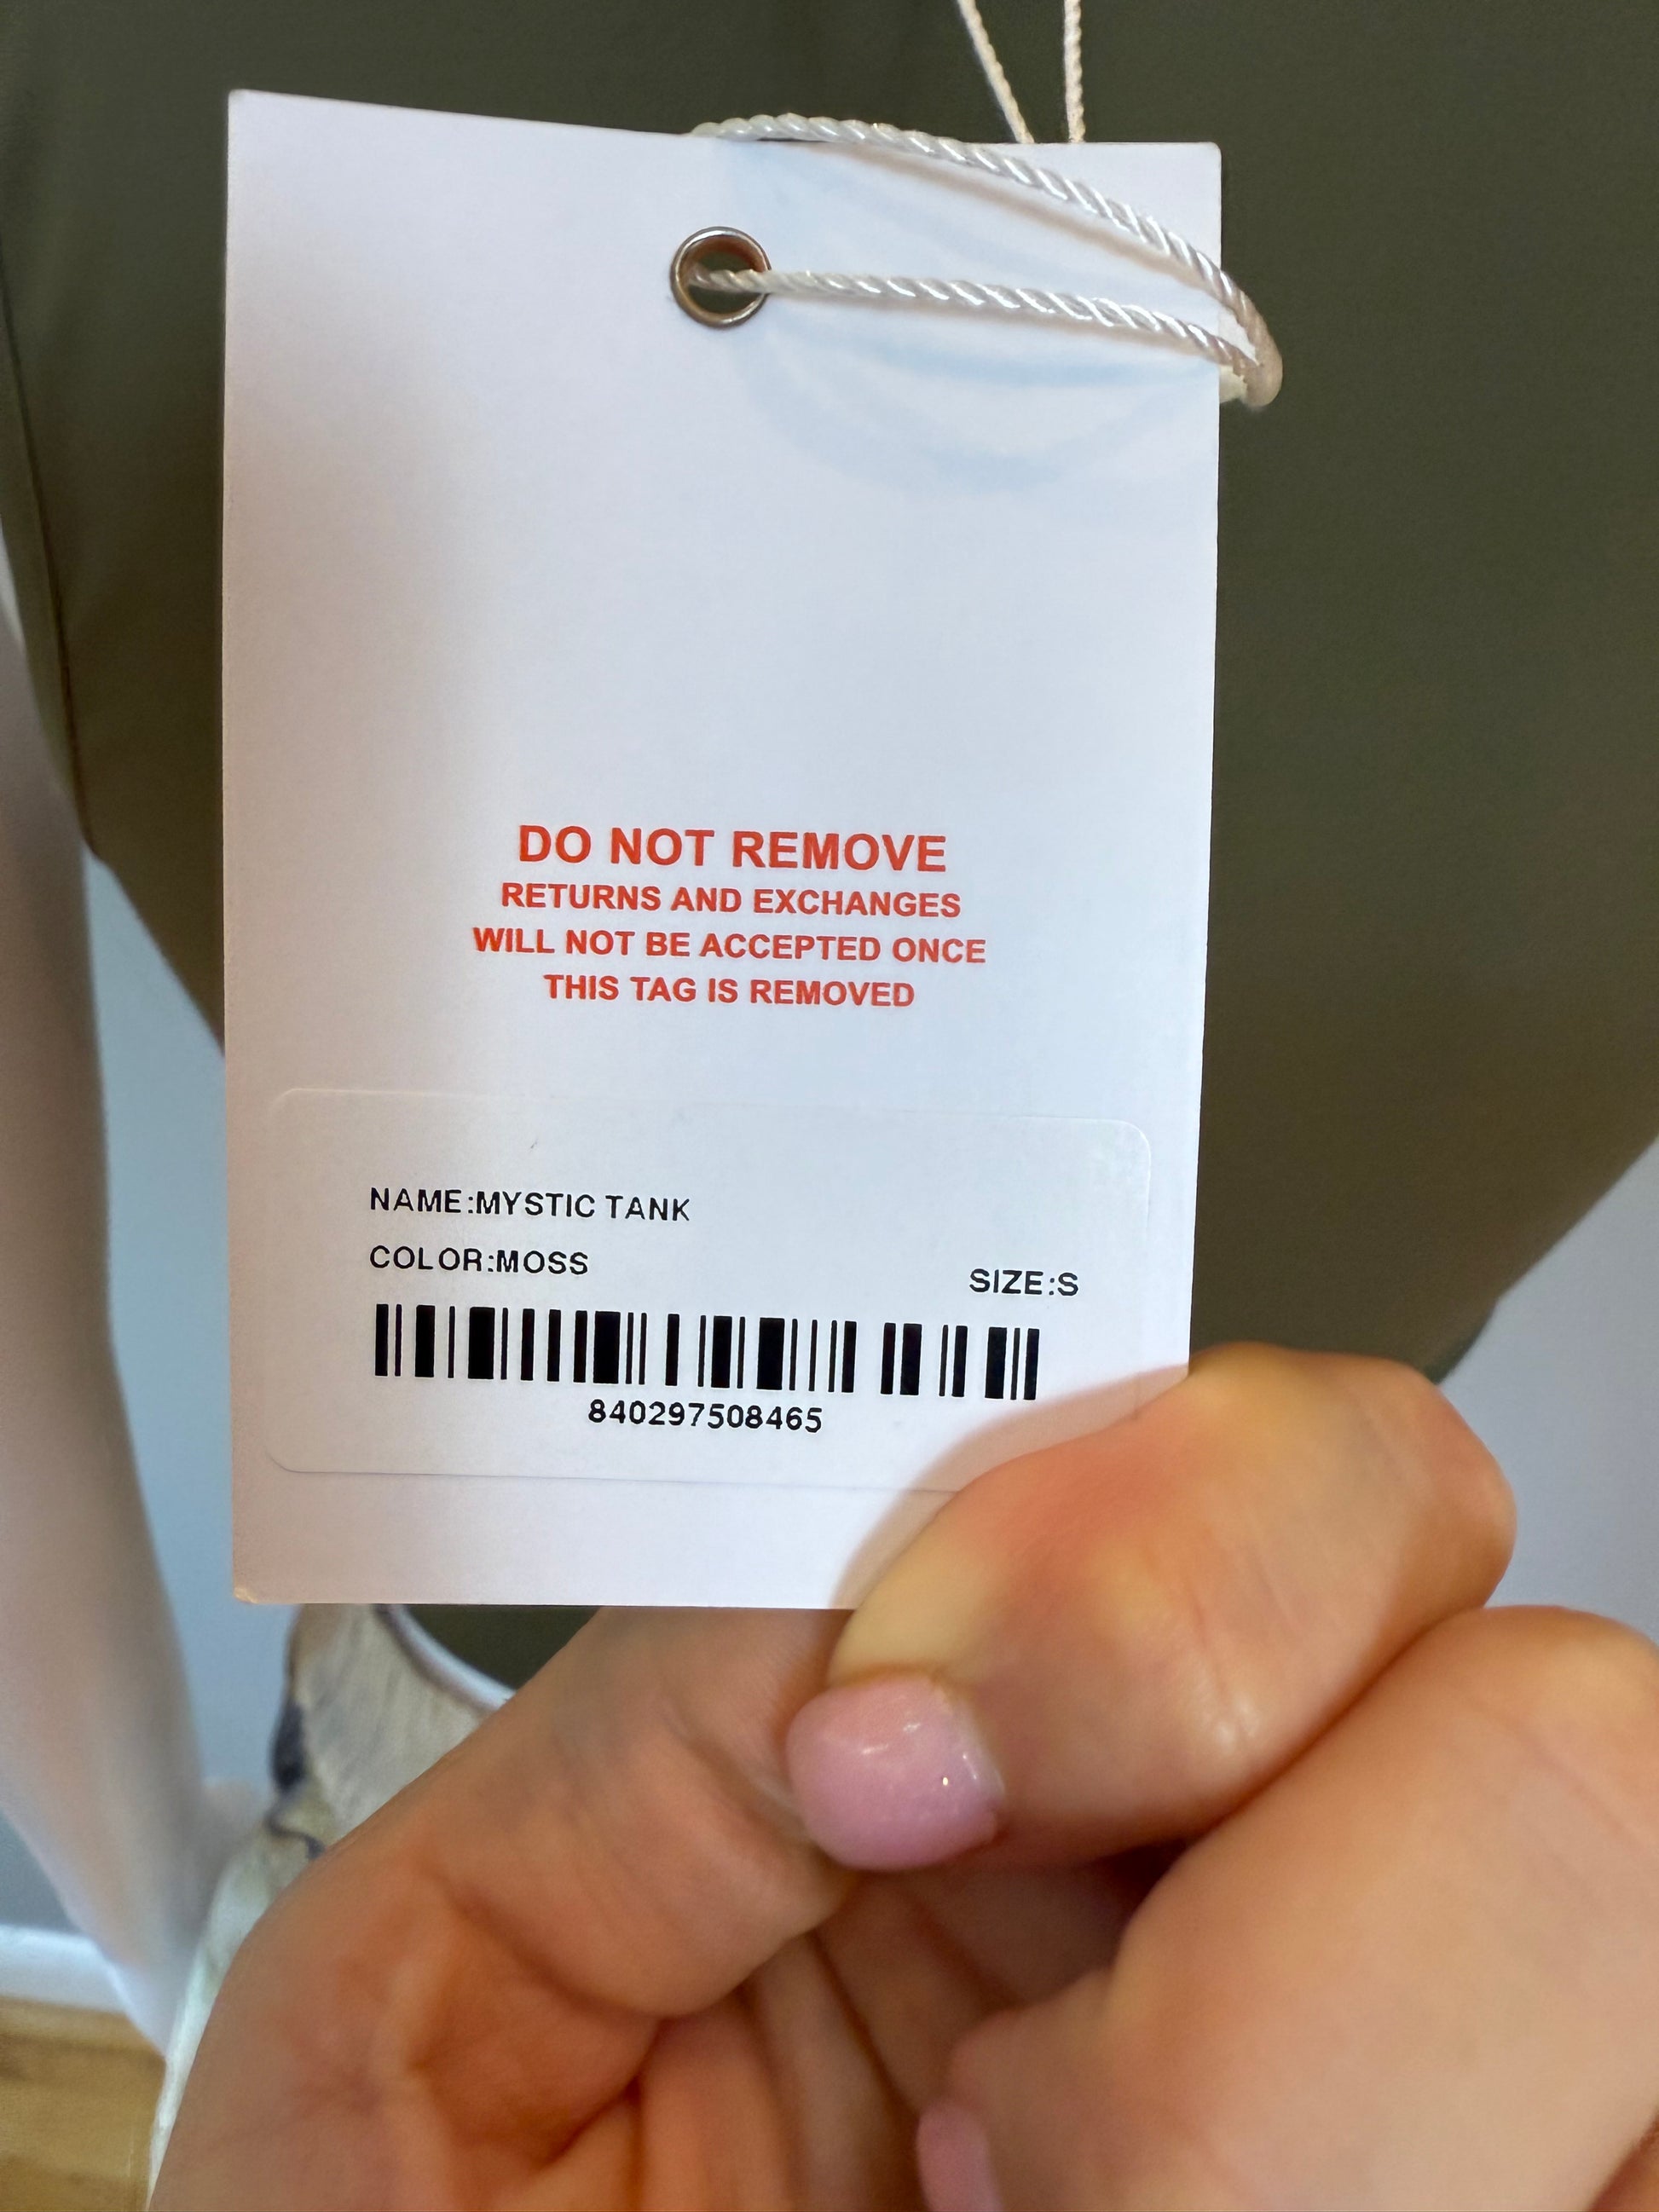 DO NOT REMOVE
RETURNS AND EXCHANGES
WILL NOT BE ACCEPTED ONCE
THIS TAG IS REMOVED
NAME:MYSTIC TANK
COLOR:MOSS
SIZE:S
840297508465